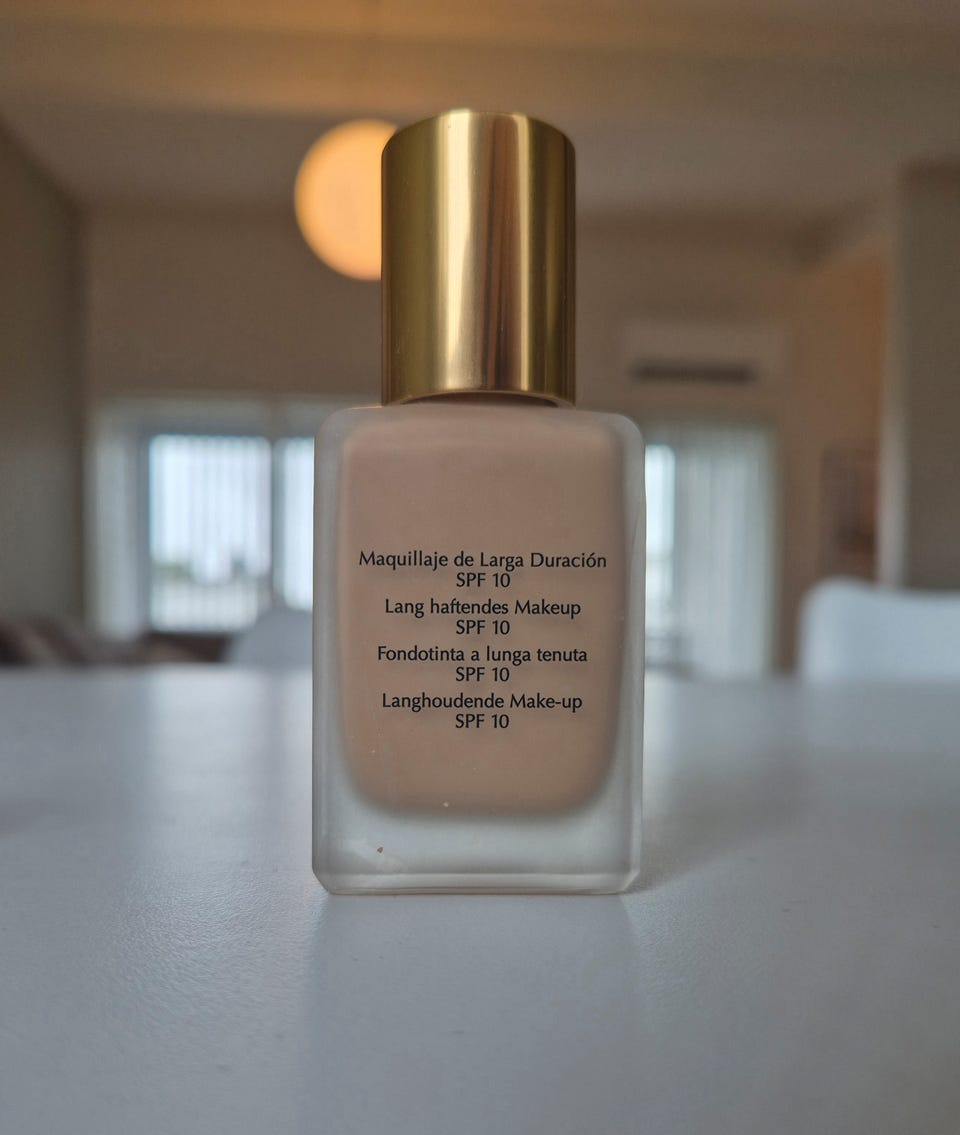 Maquillaje de Larga Duración
SPF 10
Lang haftendes Makeup
SPF 10
Fondotinta a lunga tenuta
SPF 10
Langhoudende Make-up
SPF 10